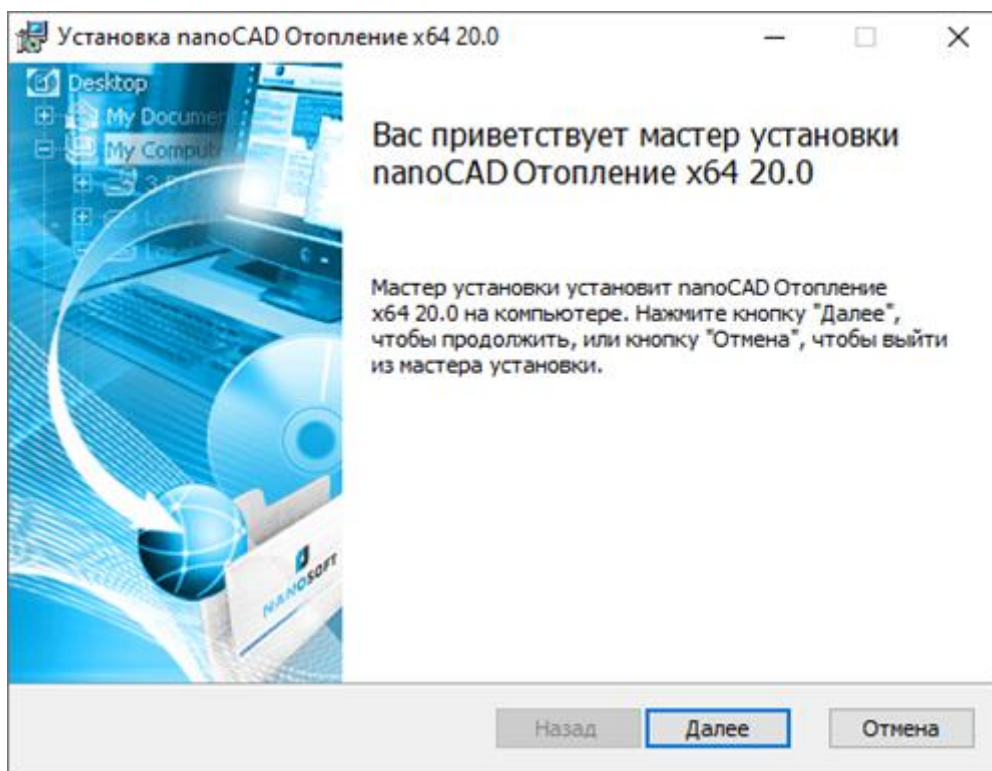 Установка nanoCAD Отопление x64 20.0
Desktop
My Documen
My Comput
Вас приветствует мастер установки
nanoCAD Отопление x64 20.0
Мастер установки установит nanoCAD Отопление
x64 20.0 на компьютере. Нажмите кнопку "Далее",
чтобы продолжить, или кнопку "Отмена", чтобы выйти
из мастера установки.
NANOSOFT
Назад
Далее
Отмена